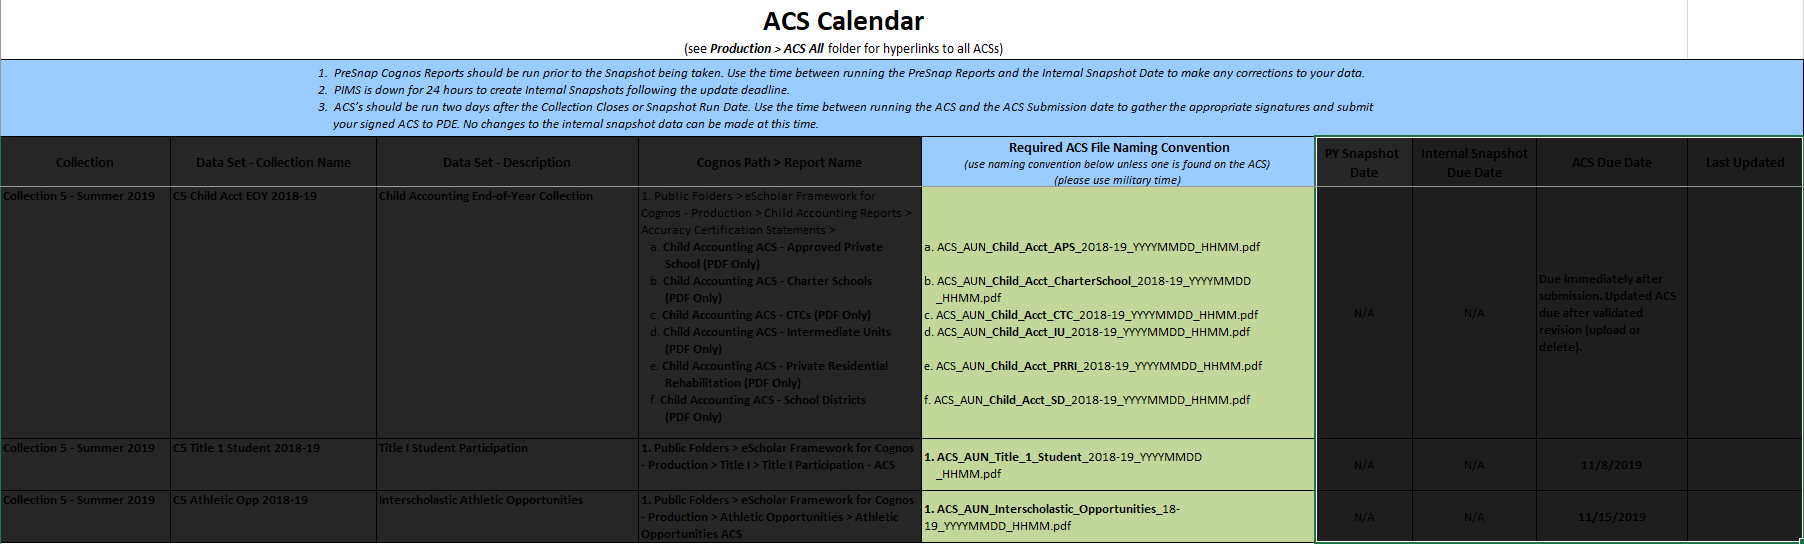 ACS Calendar
(see Production > ACS All folder for hyperlinks to all ACSs)
1. PreSnap Cognos Reports should be run prior to the Snapshot being taken. Use the time between running the PreSnap Reports and the Internal Snapshot Date to make any corrections to your data.
2. PIMS is down for 24 hours to create Internal Snapshots following the update deadline.
3. ACS's should be run two days after the Collection Closes or Snapshot Run Date. Use the time between running the ACS and the ACS Submission date to gather the appropriate signatures and submit
your signed ACS to PDE. No changes to the internal snapshot data can be made at this time.
Collection
Data Set - Collection Name
Data Set - Description
Cognos Path > Report Name
Required ACS File Naming Convention
(use naming convention below unless one is found on the ACS)
(please use military time)
PY Snapshot
Date
Internal Snapshot
Due Date
ACS Due Date
Last Updated
Collection 5 - Summer 2019
C5 Child Acct EOY 2018-19
Child Accounting End-of-Year Collection
1. Public Folders > eScholar Framework for
Cognos - Production > Child Accounting Reports >
Accuracy Certification Statements >
a. Child Accounting ACS - Approved Private
School (PDF Only)
b. Child Accounting ACS - Charter Schools
(PDF Only)
c. Child Accounting ACS - CTCs (PDF Only)
d. Child Accounting ACS - Intermediate Units
(PDF Only)
e. Child Accounting ACS - Private Residential
Rehabilitation (PDF Only)
f. Child Accounting ACS - School Districts
(PDF Only)
a. ACS_AUN_Child_Acct_APS_2018-19_YYYYMMDD_HHMM.pdf
b. ACS_AUN_Child_Acct_CharterSchool_2018-19_YYYYMMDD
_HHMM.pdf
c. ACS_AUN_Child_Acct_CTC_2018-19_YYYYMMDD_HHMM.pdf
d. ACS_AUN_Child_Acct_IU_2018-19_YYYYMMDD_HHMM.pdf
e. ACS_AUN_Child_Acct_PRRI_2018-19_YYYYMMDD_HHMM.pdf
f. ACS_AUN_Child_Acct_SD_2018-19_YYYYMMDD_HHMM.pdf
N/A
N/A
Due immediately after
submission. Updated ACS
due after validated
revision (upload or
delete).
Collection 5 - Summer 2019
C5 Title 1 Student 2018-19
Title I Student Participation
1. Public Folders > eScholar Framework for Cognos
- Production > Title I > Title I Participation - ACS
1. ACS_AUN_Title_1_Student_2018-19_YYYYMMDD
_HHMM.pdf
N/A
N/A
11/8/2019
Collection 5 - Summer 2019
C5 Athletic Opp 2018-19
Interscholastic Athletic Opportunities
1. Public Folders > eScholar Framework for Cognos
- Production > Athletic Opportunities > Athletic
Opportunities ACS
1. ACS_AUN_Interscholastic_Opportunities_18-
19_YYYYMMDD_HHMM.pdf
N/A
N/A
11/15/2019